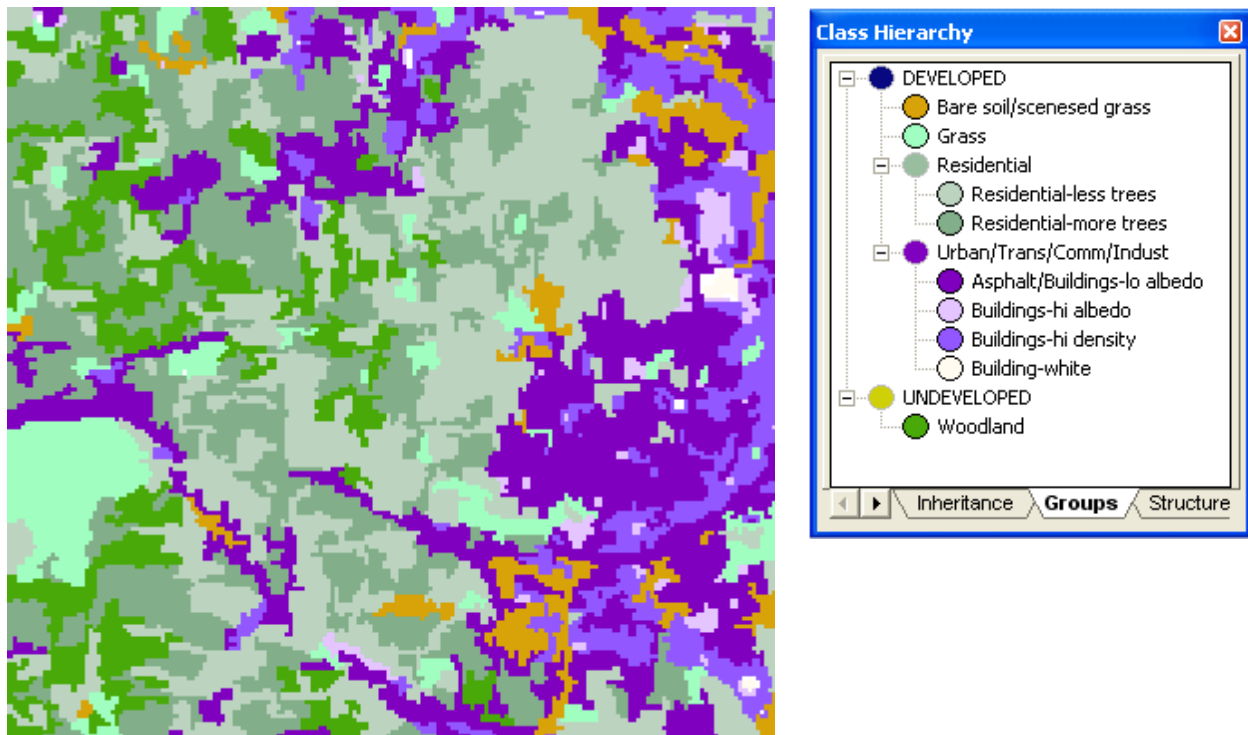 Class Hierarchy
DEVELOPED
Bare soil/scenesed grass
Grass
Residential
Residential-less trees
Residential-more trees
Urban/Trans/Comm/Indust
Asphalt/Buildings-lo albedo
Buildings-hi albedo
Buildings-hi density
Building-white
UNDEVELOPED
Woodland
Inheritance Groups Structure